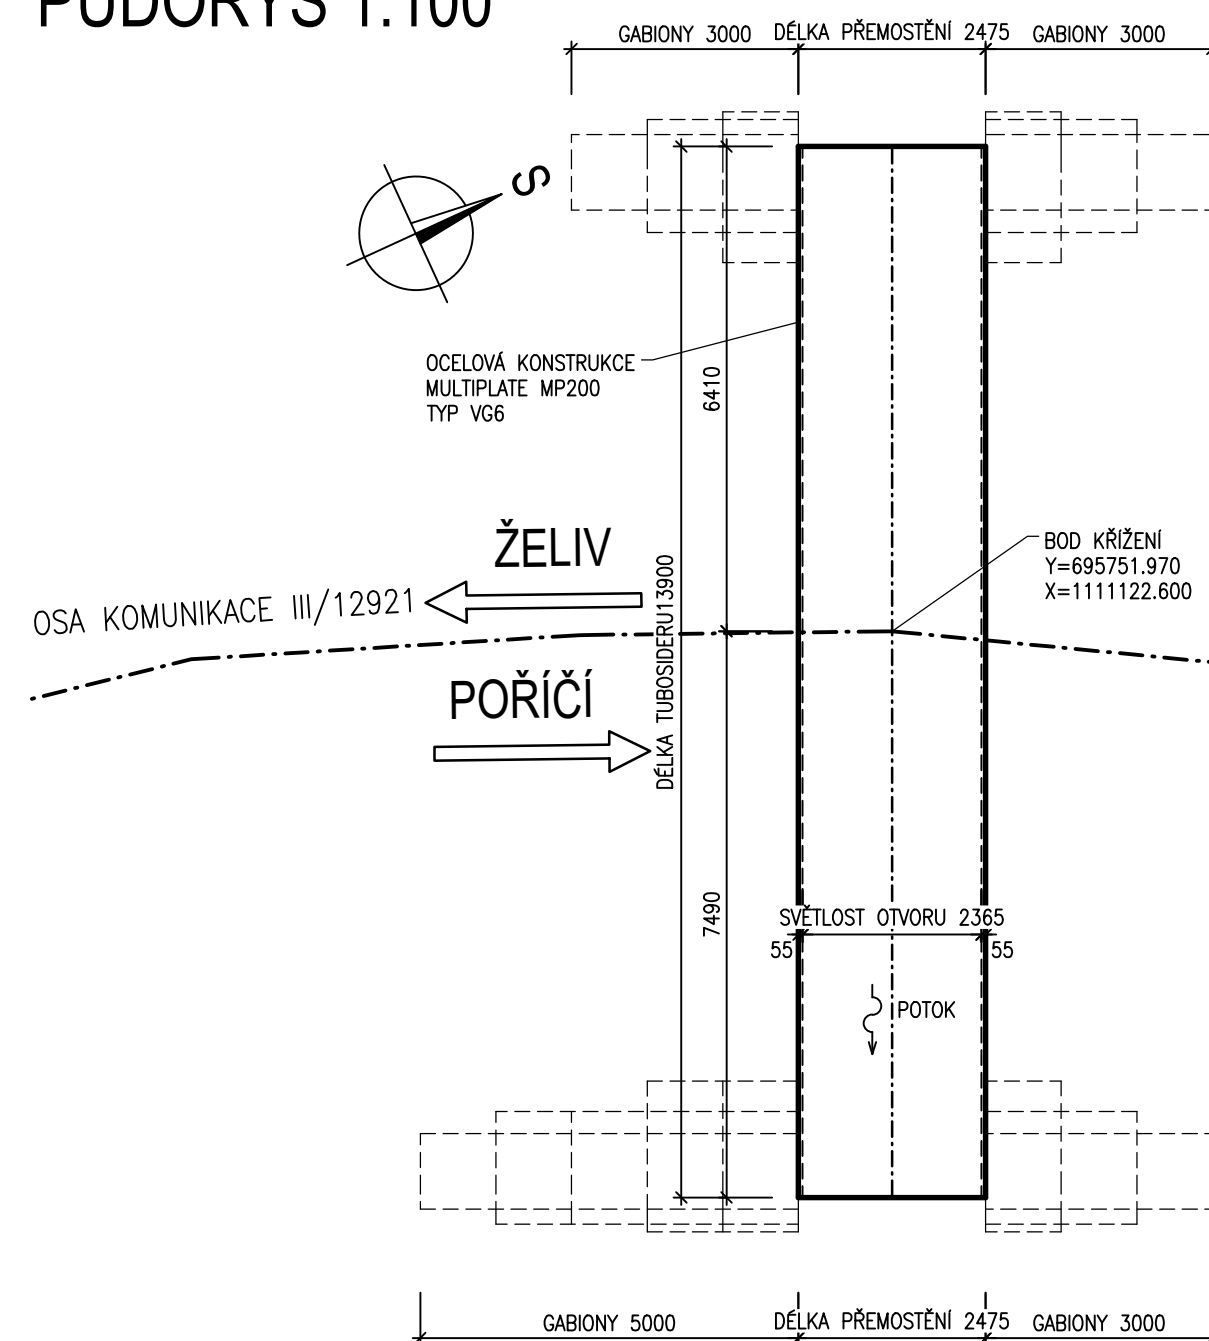 PŮDORYS 1:100
GABIONY 3000
DÉLKA PŘEMOSTĚNÍ 2475
GABIONY 3000
S
OCELOVÁ KONSTRUKCE
MULTIPLATE MP200
TYP VG6
6410
ŽELIV
BOD KŘÍŽENÍ
Y=695751.970
X=1111122.600
OSA KOMUNIKACE III/12921
DÉLKA TUBOSIDERU13900
POŘÍČÍ
7490
SVĚTLOST OTVORU 2365
55
55
POTOK
GABIONY 5000
DÉLKA PŘEMOSTĚNÍ 2475
GABIONY 3000